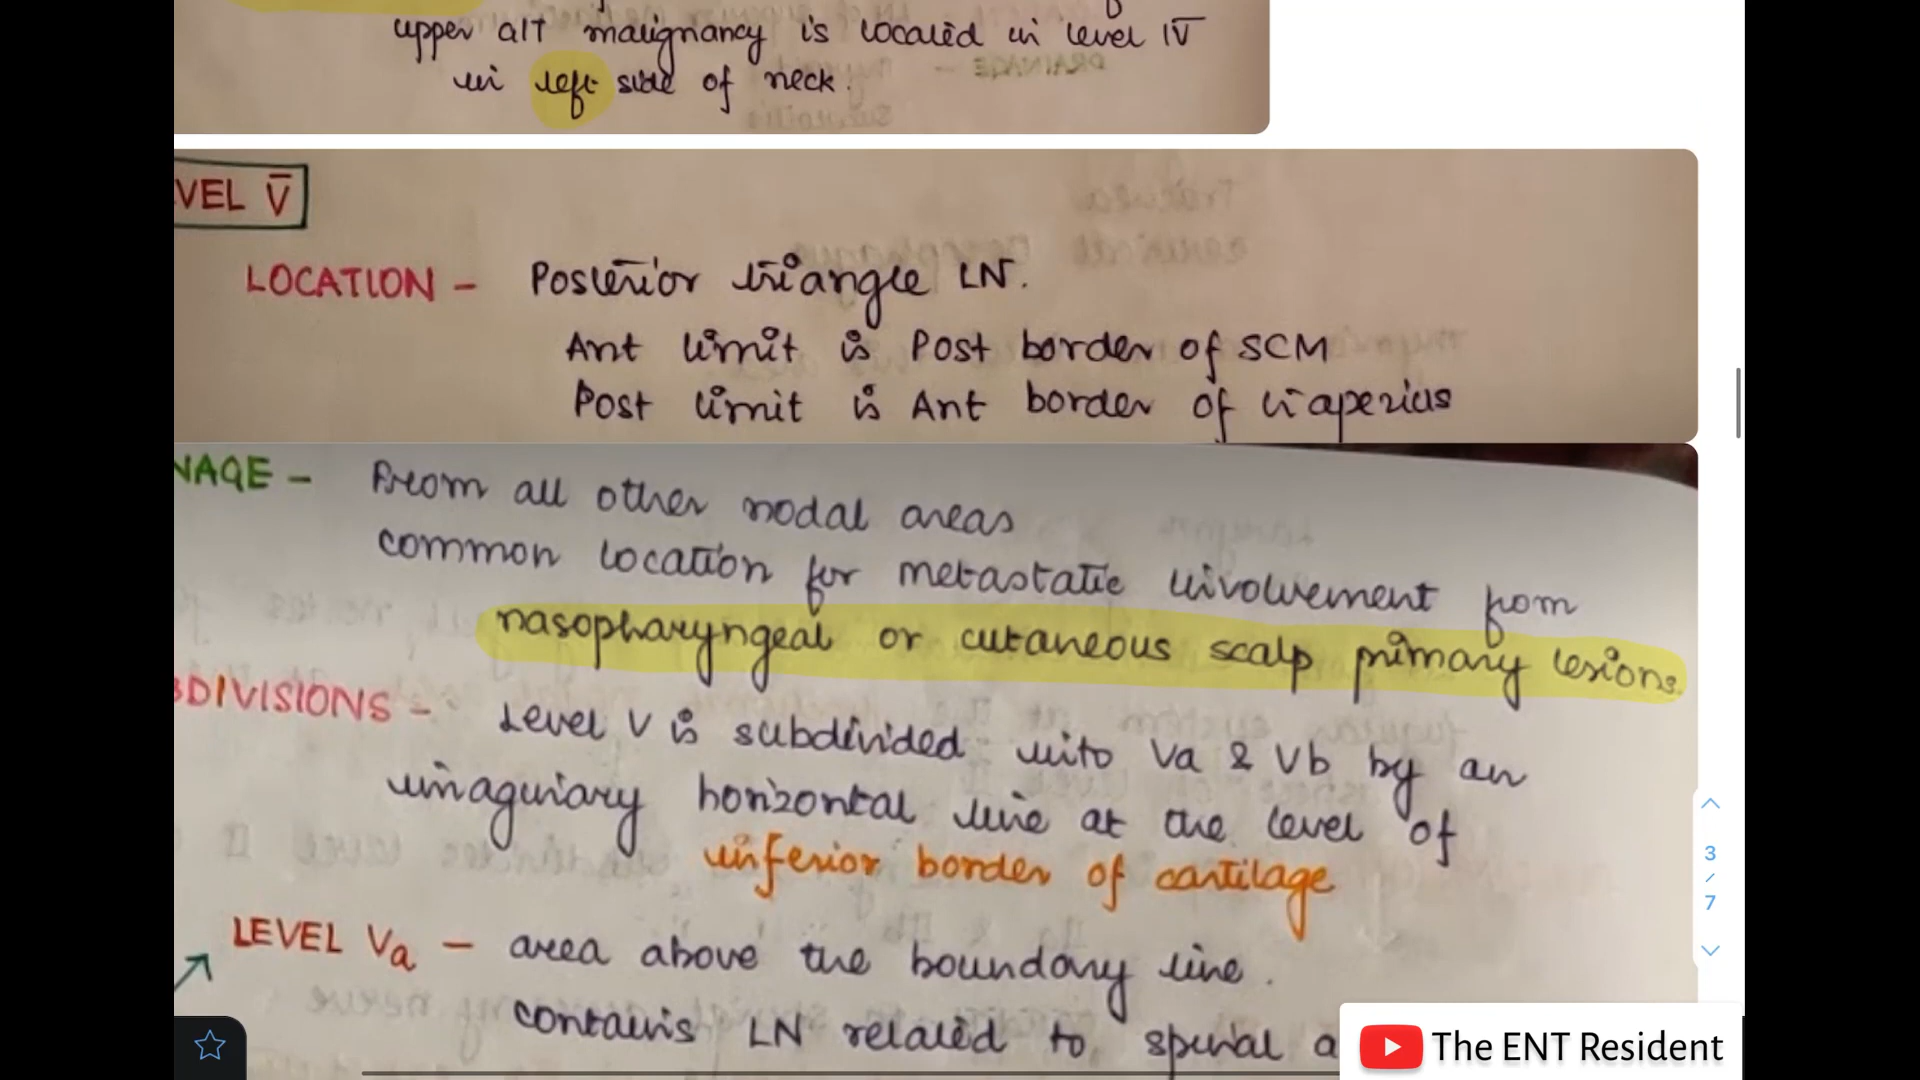 upper a/T malignancy is located in level IV
in left side of neck.
VEL V
LOCATION - Posterior triangle LN.
Ant limit is Post border of SCM
Post limit is Ant border of trapezius
NAGE - From all other nodal areas
common location for metastatic involvement from
nasopharyngeal or cutaneous scalp primary lesions.
BDIVISIONS - Level V is subdivided into Va & Vb by an
imaginary horizontal line at the level of
inferior border of cartilage
LEVEL Va - area above the boundary line.
contains LN related to spinal a
3
/
7
The ENT Resident